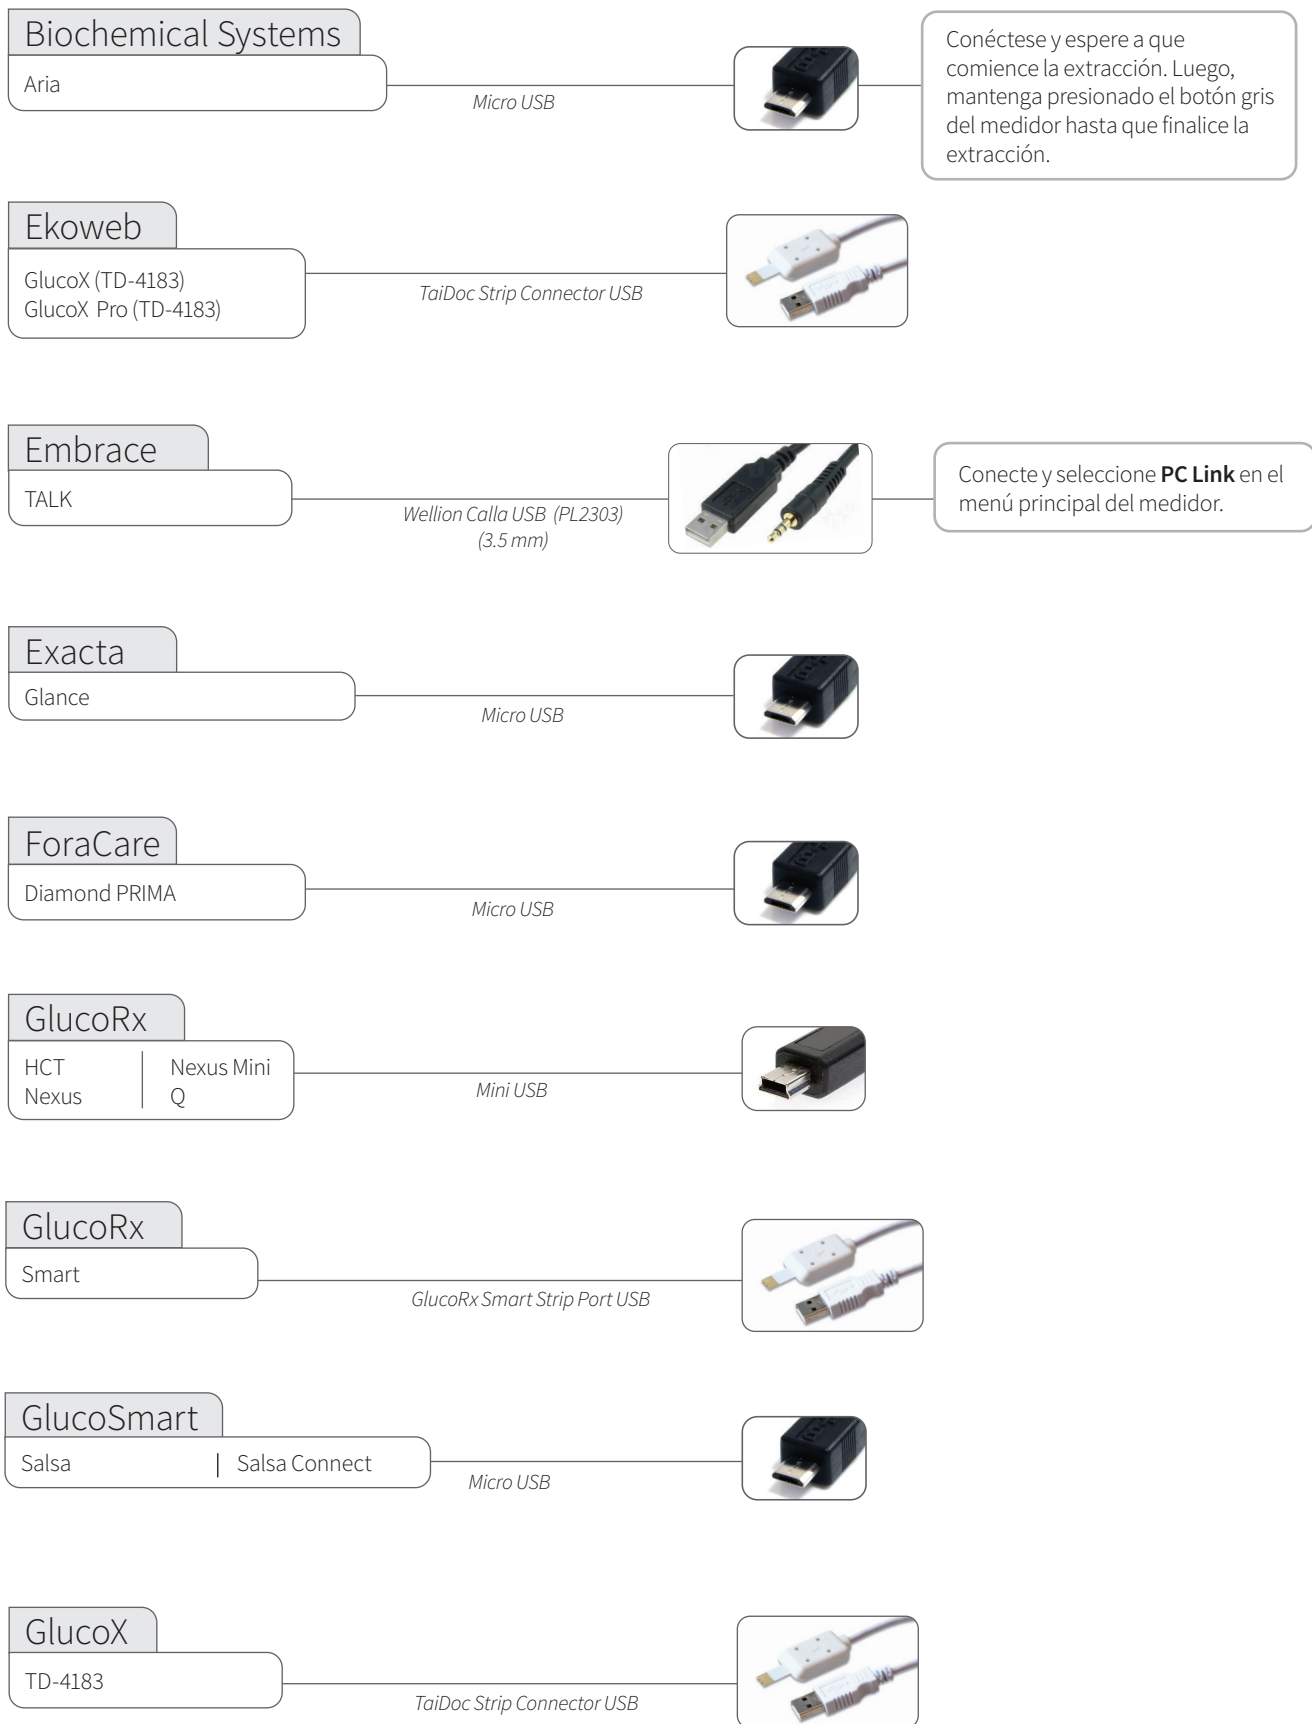 Biochemical Systems
Aria
Micro USB
Conéctese y espere a que
comience la extracción. Luego,
mantenga presionado el botón gris
del medidor hasta que finalice la
extracción.
Ekoweb
GlucoX (TD-4183)
GlucoX Pro (TD-4183)
TaiDoc Strip Connector USB
Embrace
TALK
Wellion Calla USB (PL2303)
(3.5 mm)
Conecte y seleccione PC Link en el
menú principal del medidor.
Exacta
Glance
Micro USB
ForaCare
Diamond PRIMA
Micro USB
GlucoRx
HCT | Nexus Mini
Nexus | Q
Mini USB
GlucoRx
Smart
GlucoRx Smart Strip Port USB
GlucoSmart
Salsa | Salsa Connect
Micro USB
GlucoX
TD-4183
TaiDoc Strip Connector USB